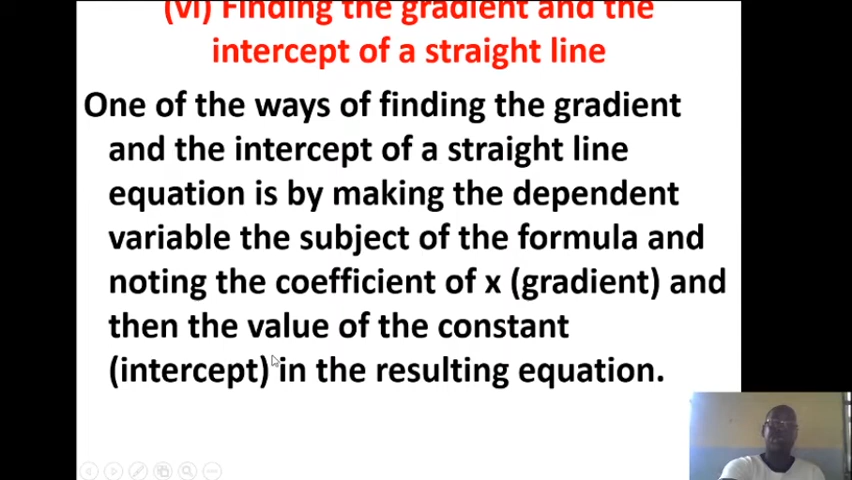 (vi) Finding the gradient and the
intercept of a straight line
One of the ways of finding the gradient
and the intercept of a straight line
equation is by making the dependent
variable the subject of the formula and
noting the coefficient of x (gradient) and
then the value of the constant
(intercept) in the resulting equation.